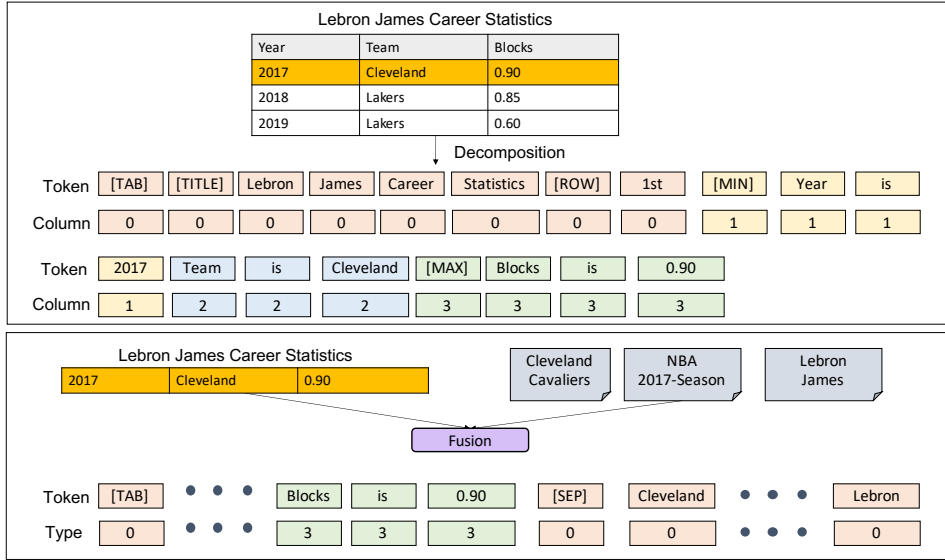 Lebron James Career Statistics
Year Team Blocks
2017 Cleveland 0.90
2018 Lakers 0.85
2019 Lakers 0.60
Decomposition
Token [TAB] [TITLE] Lebron James Career Statistics [ROW] 1st [MIN] Year is
Column 0 0 0 0 0 0 0 0 1 1 1
Token 2017 Team is Cleveland [MAX] Blocks is 0.90
Column 1 2 2 2 3 3 3 3
Lebron James Career Statistics
2017 Cleveland 0.90
Cleveland
Cavaliers
NBA
2017-Season
Lebron
James
Fusion
Token [TAB] • • • Blocks is 0.90 [SEP] Cleveland • • • Lebron
Type 0 • • • 3 3 3 0 0 • • • 0